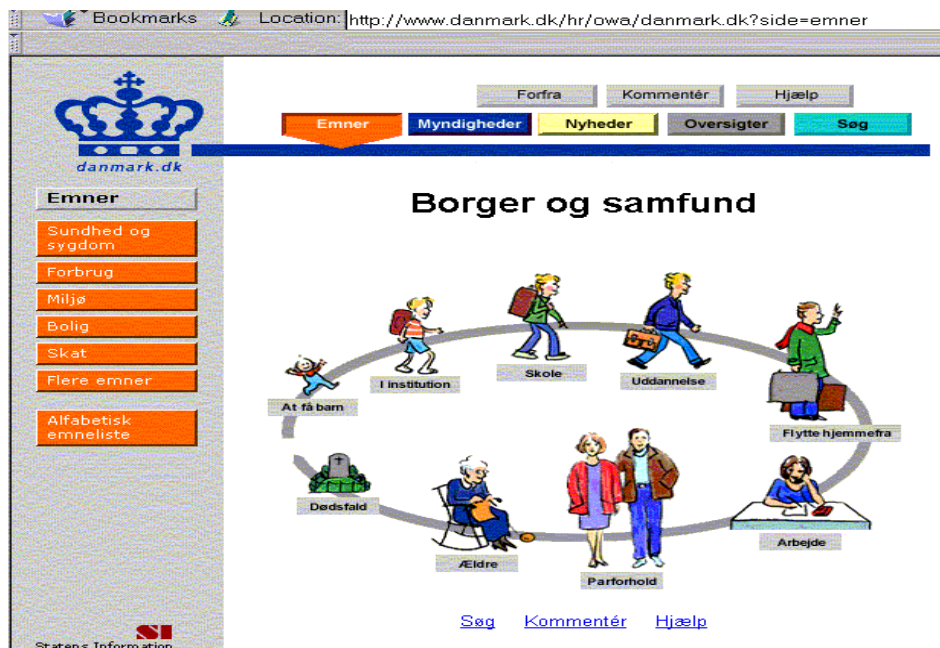 Bookmarks Location: http://www.danmark.dk/hr/owa/danmark.dk?side=emner
Forfra Kommentér Hjælp
Emner Myndigheder Nyheder Oversigter Søg
danmark.dk
Emner
Sundhed og
sygdom
Forbrug
Miljø
Bolig
Skat
Flere emner
Alfabetisk
emneliste
Borger og samfund
At få barn
I institution
Skole
Uddannelse
Flytte hjemmefra
Arbejde
Parforhold
Ældre
Dødsfald
Søg Kommentér Hjælp
SI
Statens Information